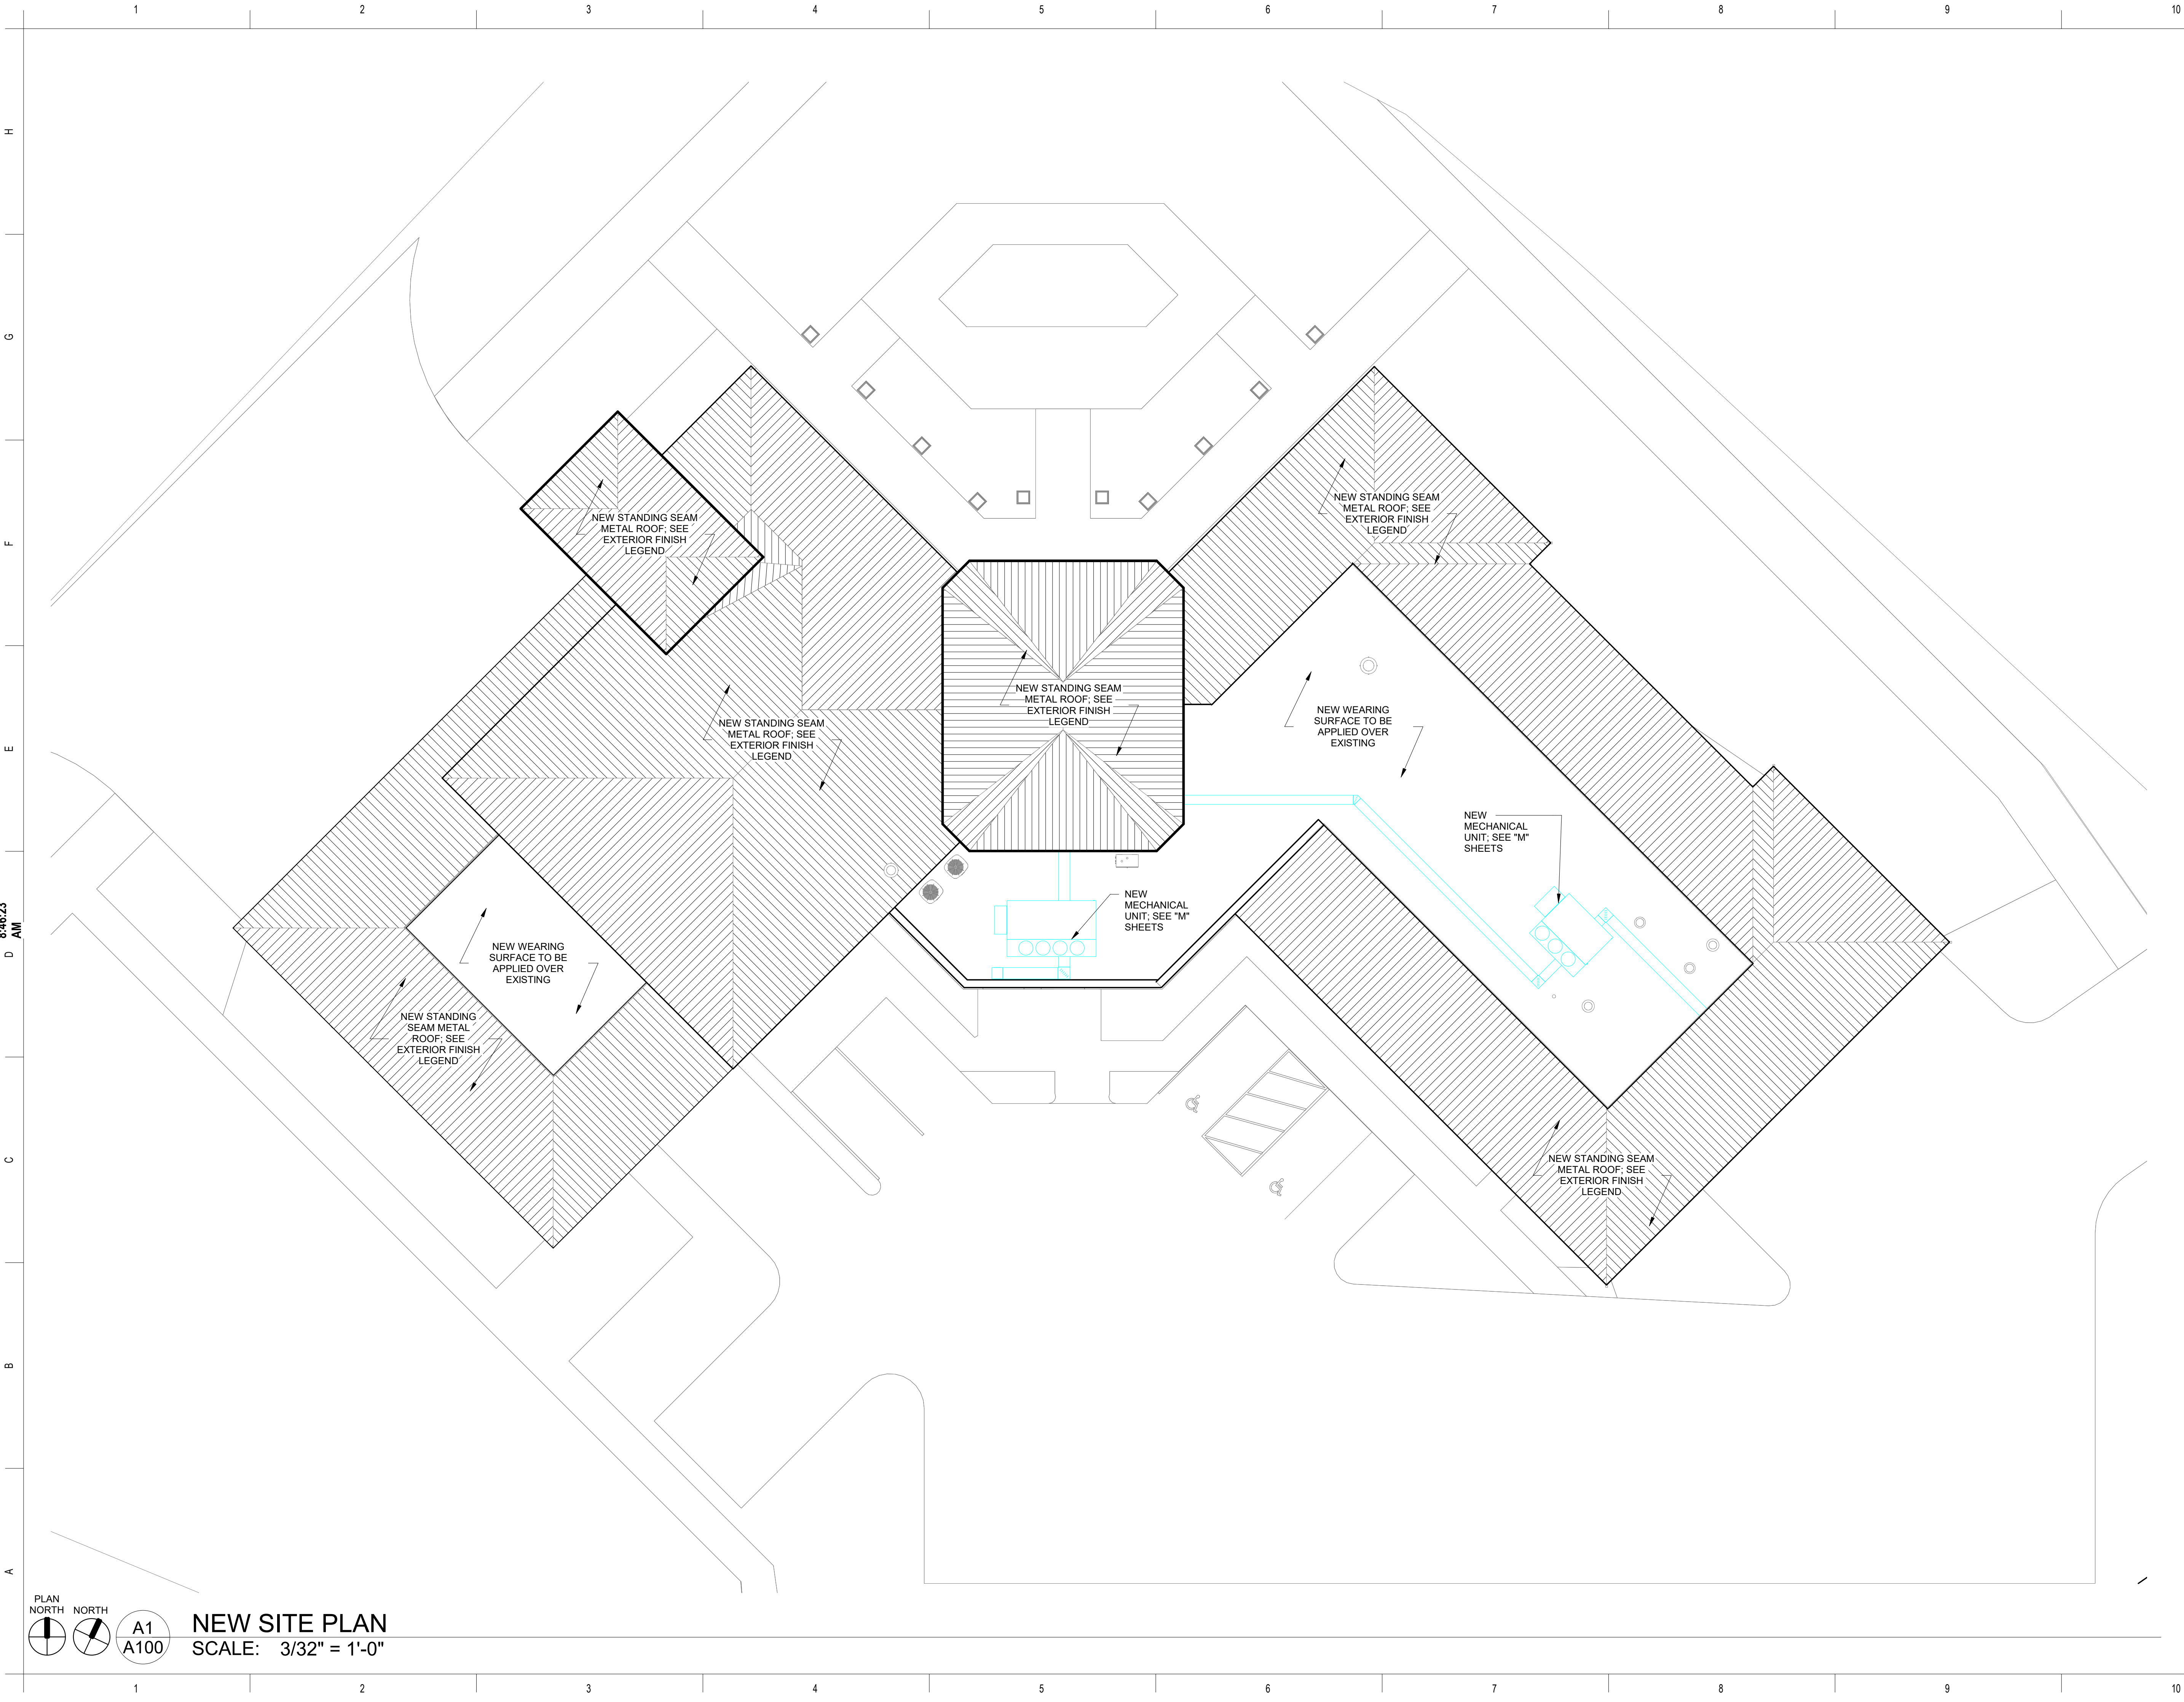 1 2 3 4 5 6 7 8 9 10
H
G
F
E
D
C
B
A
8:46:23
AM
NEW STANDING SEAM
METAL ROOF; SEE
EXTERIOR FINISH
LEGEND
NEW STANDING SEAM
METAL ROOF; SEE
EXTERIOR FINISH
LEGEND
NEW STANDING SEAM
METAL ROOF; SEE
EXTERIOR FINISH
LEGEND
NEW STANDING SEAM
METAL ROOF; SEE
EXTERIOR FINISH
LEGEND
NEW WEARING
SURFACE TO BE
APPLIED OVER
EXISTING
NEW
MECHANICAL
UNIT; SEE "M"
SHEETS
NEW
MECHANICAL
UNIT; SEE "M"
SHEETS
NEW WEARING
SURFACE TO BE
APPLIED OVER
EXISTING
NEW STANDING
SEAM METAL
ROOF; SEE
EXTERIOR FINISH
LEGEND
NEW STANDING SEAM
METAL ROOF; SEE
EXTERIOR FINISH
LEGEND
PLAN
NORTH
NORTH
A1
A100
NEW SITE PLAN
SCALE: 3/32" = 1'-0"
1 2 3 4 5 6 7 8 9 10